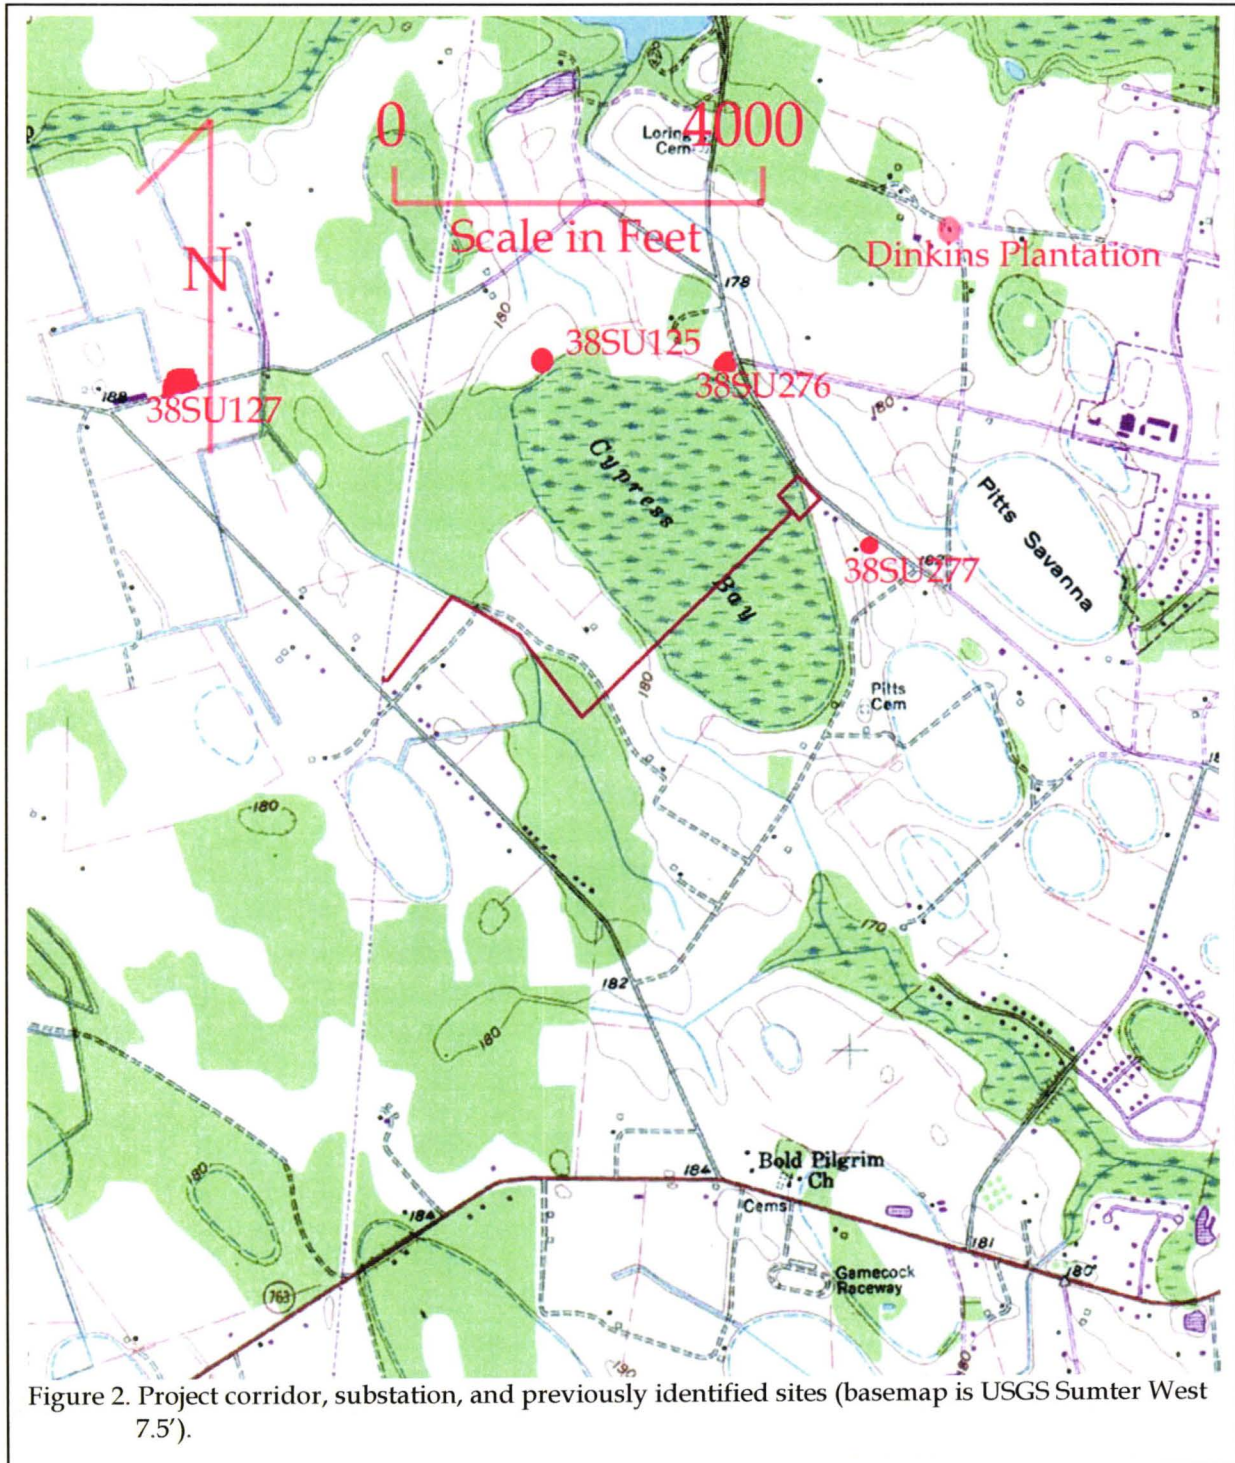 0
4000
Loring
Cem
Scale in Feet
N
Dinkins Plantation
178
180
38SU125
38SU276
180
188
38SU127
Cypress
Bay
Pitts Savanna
38SU277
180
Pitts
Cem
180
170
182
180
184
Bold Pilgrim
Ch
Cems
180
184
181
180
763
Gamecock
Raceway
180
190
Figure 2. Project corridor, substation, and previously identified sites (basemap is USGS Sumter West
7.5’).